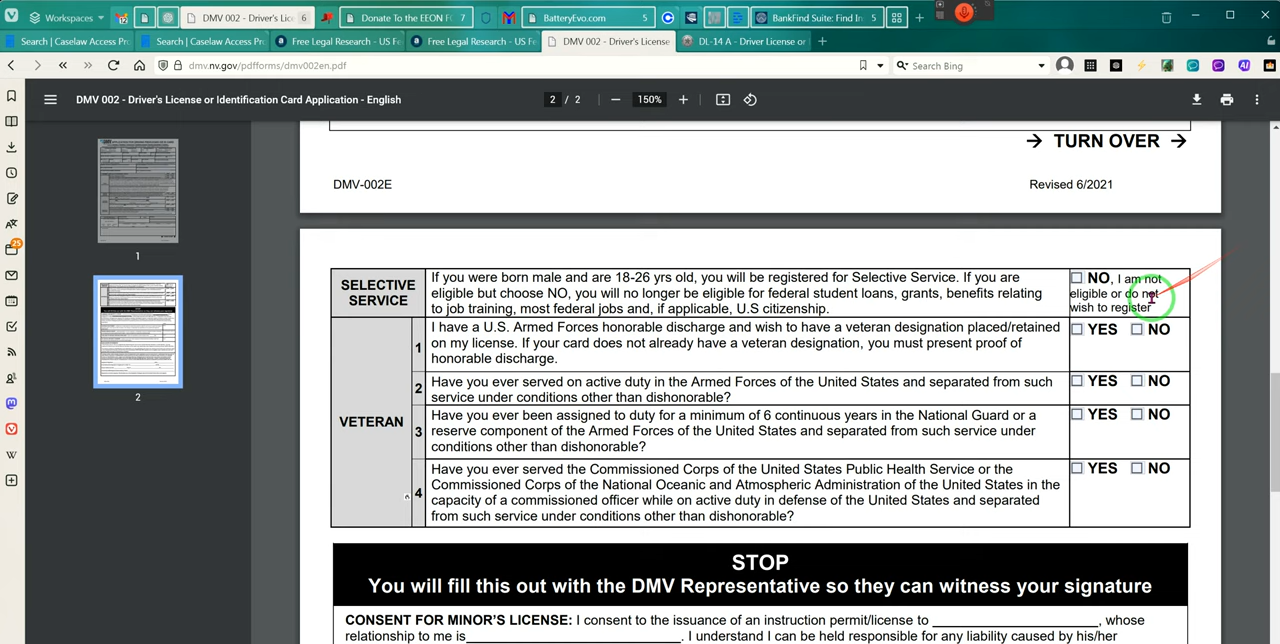 Workspaces
DMV 002 - Driver's Lice
6
Donate To the EEON F
7
BatteryEvo.com
5
BankFind Suite: Find In
5
Search | Caselaw Access Pro
Search | Caselaw Access Pro
Free Legal Research - US Fe
Free Legal Research - US Fe
DMV 002 - Driver's License
DL-14 A - Driver License or
dmv.nv.gov/pdfforms/dmv002en.pdf
Search Bing
DMV 002 - Driver's License or Identification Card Application - English
2 / 2
150%
25
1
2
→ TURN OVER →
DMV-002E
Revised 6/2021
SELECTIVE
SERVICE
If you were born male and are 18-26 yrs old, you will be registered for Selective Service. If you are
eligible but choose NO, you will no longer be eligible for federal student loans, grants, benefits relating
to job training, most federal jobs and, if applicable, U.S citizenship.
NO, I am not
eligible or do not
wish to register
VETERAN
1
I have a U.S. Armed Forces honorable discharge and wish to have a veteran designation placed/retained
on my license. If your card does not already have a veteran designation, you must present proof of
honorable discharge.
YES NO
2
Have you ever served on active duty in the Armed Forces of the United States and separated from such
service under conditions other than dishonorable?
YES NO
3
Have you ever been assigned to duty for a minimum of 6 continuous years in the National Guard or a
reserve component of the Armed Forces of the United States and separated from such service under
conditions other than dishonorable?
YES NO
4
Have you ever served the Commissioned Corps of the United States Public Health Service or the
Commissioned Corps of the National Oceanic and Atmospheric Administration of the United States in the
capacity of a commissioned officer while on active duty in defense of the United States and separated
from such service under conditions other than dishonorable?
YES NO
STOP
You will fill this out with the DMV Representative so they can witness your signature
CONSENT FOR MINOR'S LICENSE: I consent to the issuance of an instruction permit/license to ____________________, whose
relationship to me is____________________________. I understand I can be held responsible for any liability caused by his/her